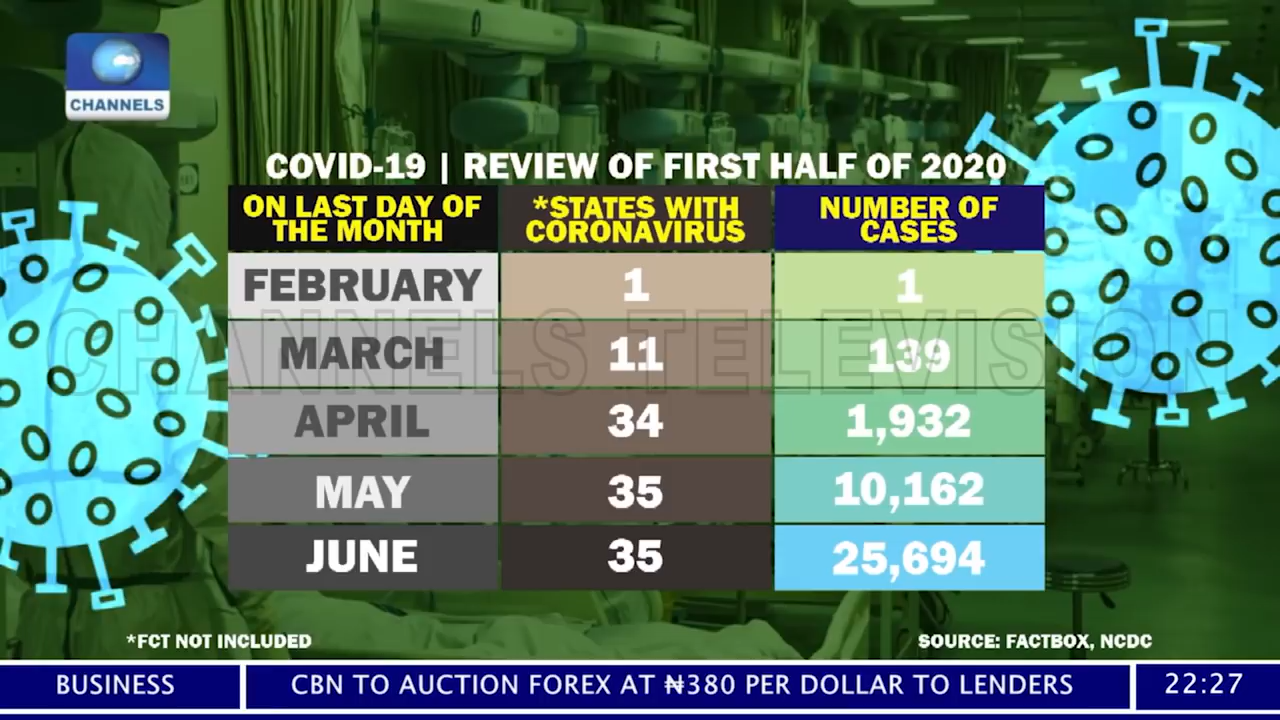 CHANNELS
COVID-19 | REVIEW OF FIRST HALF OF 2020
ON LAST DAY OF
THE MONTH
*STATES WITH
CORONAVIRUS
NUMBER OF
CASES
FEBRUARY 1 1
CHANNELS TELEVISION
MARCH 11 139
APRIL 34 1,932
MAY 35 10,162
JUNE 35 25,694
*FCT NOT INCLUDED
SOURCE: FACTBOX, NCDC
BUSINESS CBN TO AUCTION FOREX AT ₦380 PER DOLLAR TO LENDERS 22:27